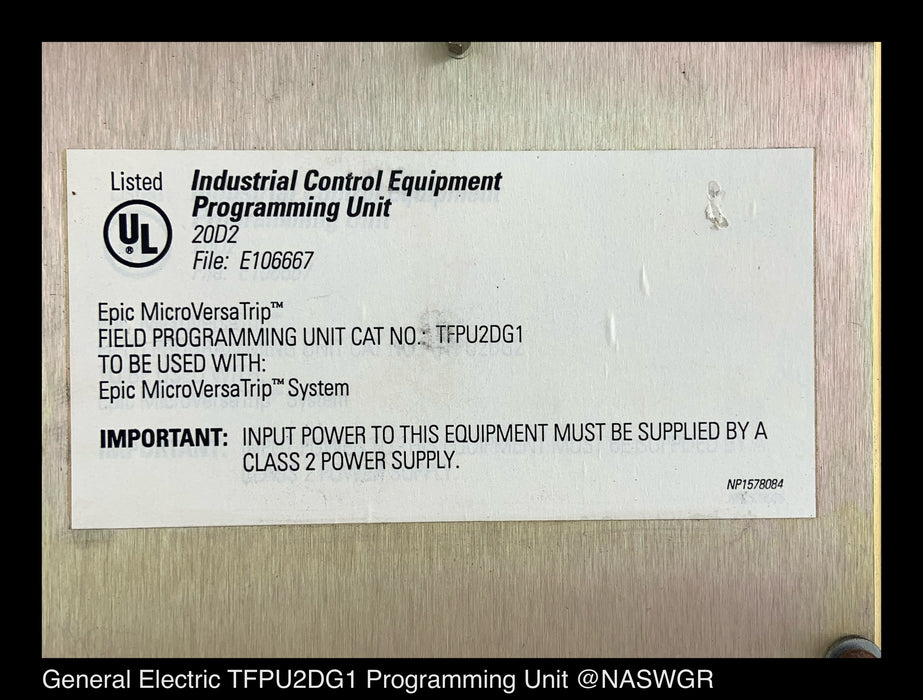 Listed
Industrial Control Equipment
Programming Unit
20D2
File: E106667
UL
®
Epic MicroVersaTrip™
FIELD PROGRAMMING UNIT CAT NO.: TFPU2DG1
TO BE USED WITH:
Epic MicroVersaTrip™ System
IMPORTANT: INPUT POWER TO THIS EQUIPMENT MUST BE SUPPLIED BY A
CLASS 2 POWER SUPPLY.
NP1578084
General Electric TFPU2DG1 Programming Unit @NASWGR